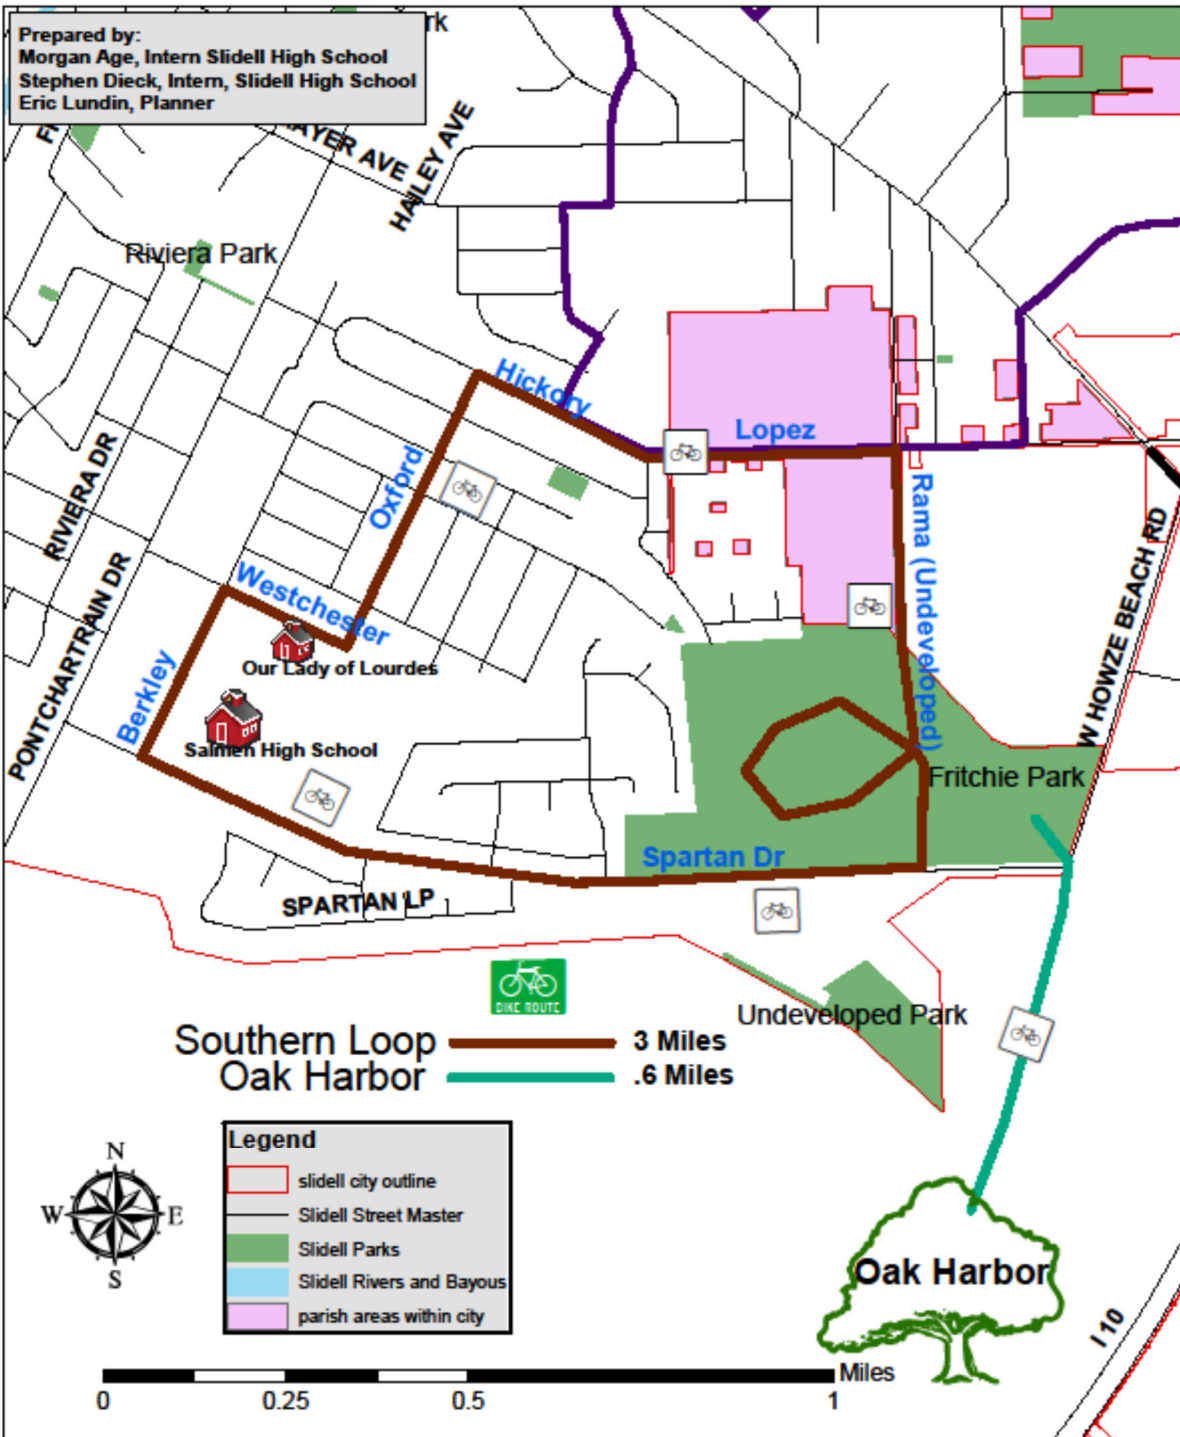 Prepared by:
Morgan Age, Intern Slidell High School
Stephen Dieck, Intern, Slidell High School
Eric Lundin, Planner
rk
AYER AVE
HAILEY AVE
Riviera Park
Hickory
Lopez
Oxford
RIVIERA DR
Rama (Undeveloped)
W HOWZE BEACH RD
Westchester
PONTCHARTRAIN DR
Berkley
Our Lady of Lourdes
Salmen High School
Fritchie Park
Spartan Dr
SPARTAN LP
BIKE ROUTE
Undeveloped Park
Southern Loop 3 Miles
Oak Harbor .6 Miles
Legend
slidell city outline
Slidell Street Master
Slidell Parks
Slidell Rivers and Bayous
parish areas within city
N
W E
S
Oak Harbor
I 10
Miles
0 0.25 0.5 1